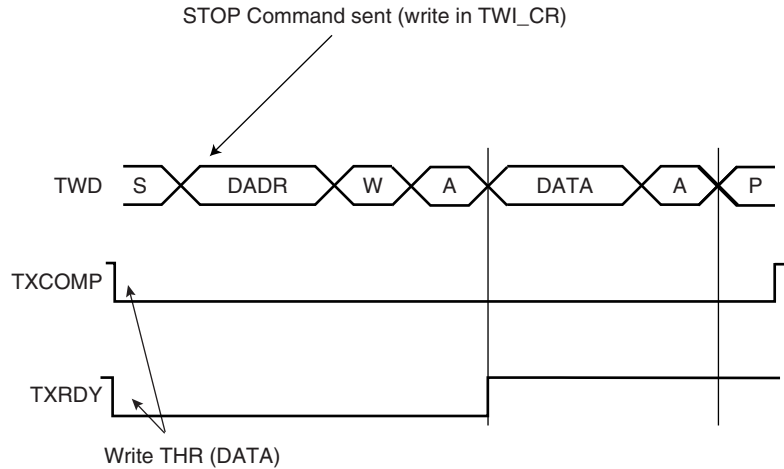 STOP Command sent (write in TWI_CR)
TWD S DADR W A DATA A P
TXCOMP
TXRDY
Write THR (DATA)